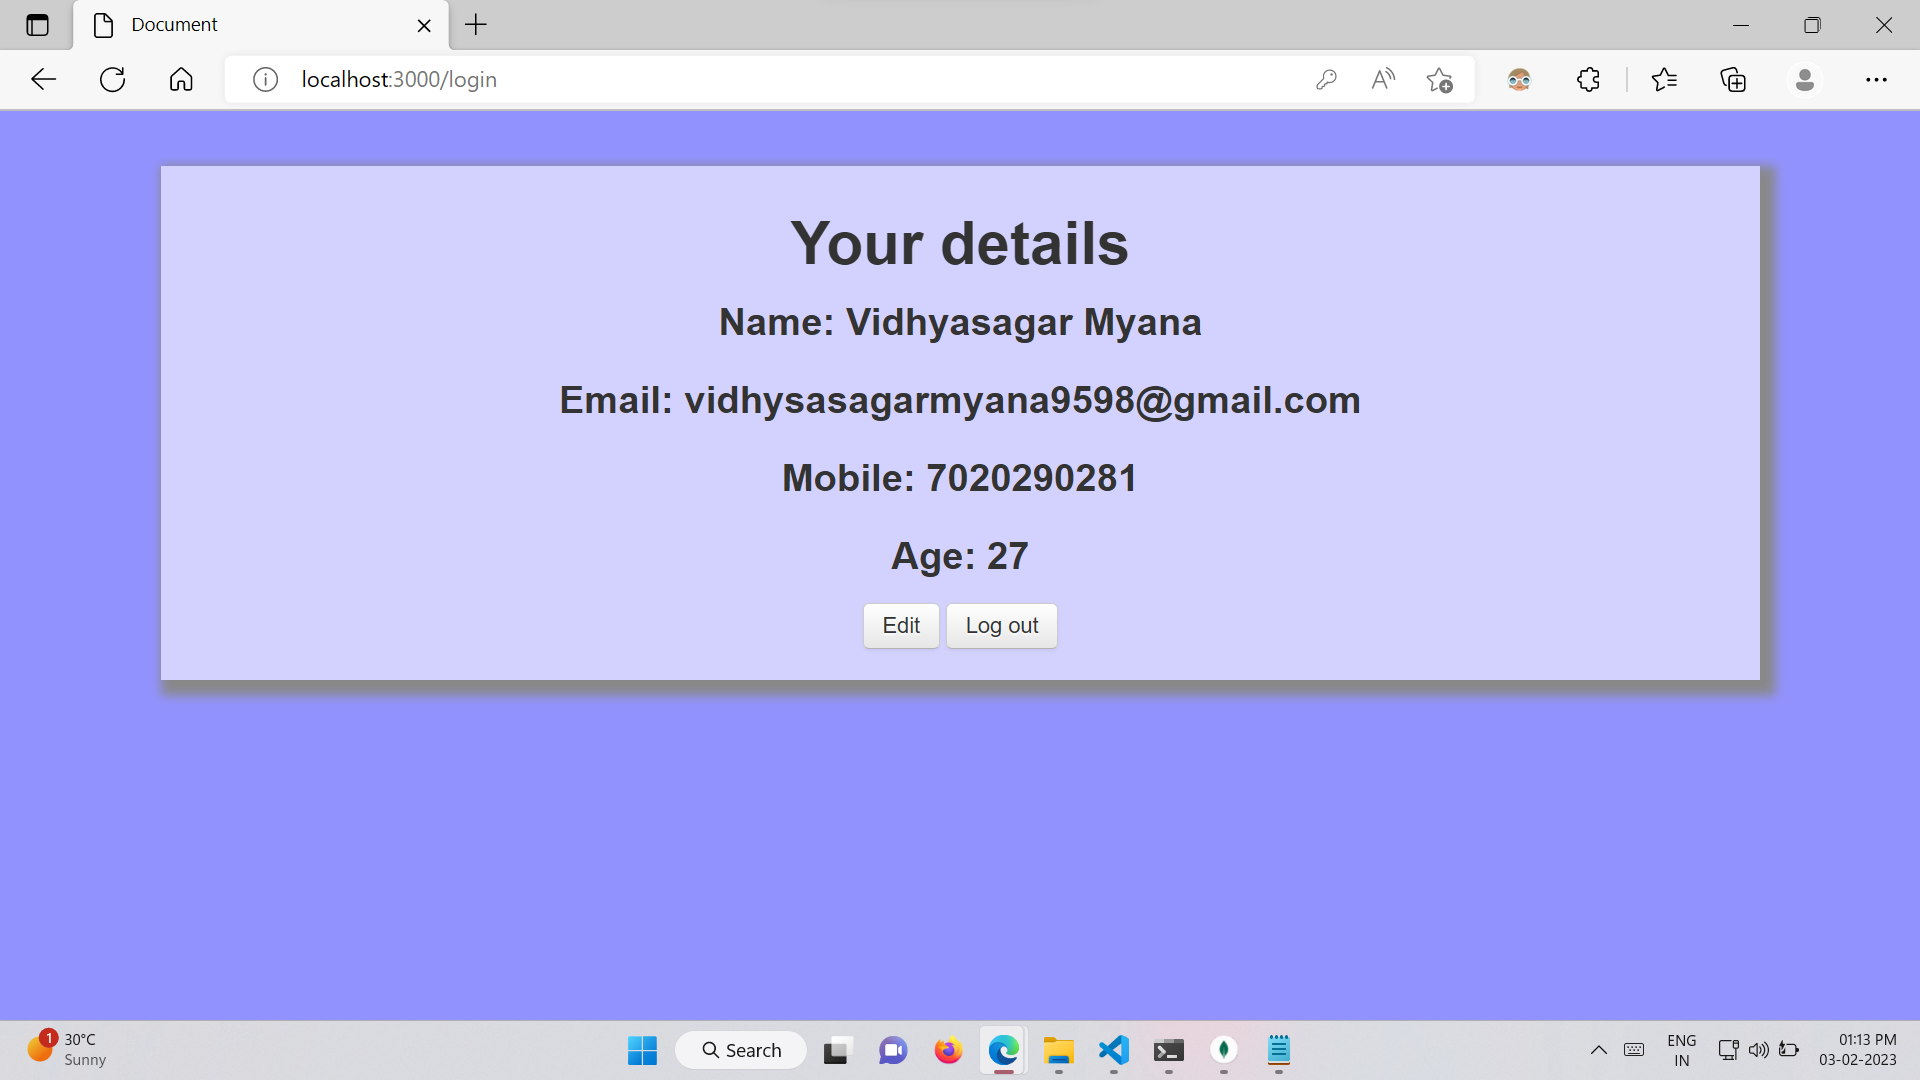 Document
localhost:3000/login
Your details
Name: Vidhyasagar Myana
Email: vidhysasagarmyana9598@gmail.com
Mobile: 7020290281
Age: 27
Edit
Log out
1
30°C
Sunny
Search
ENG
IN
01:13 PM
03-02-2023